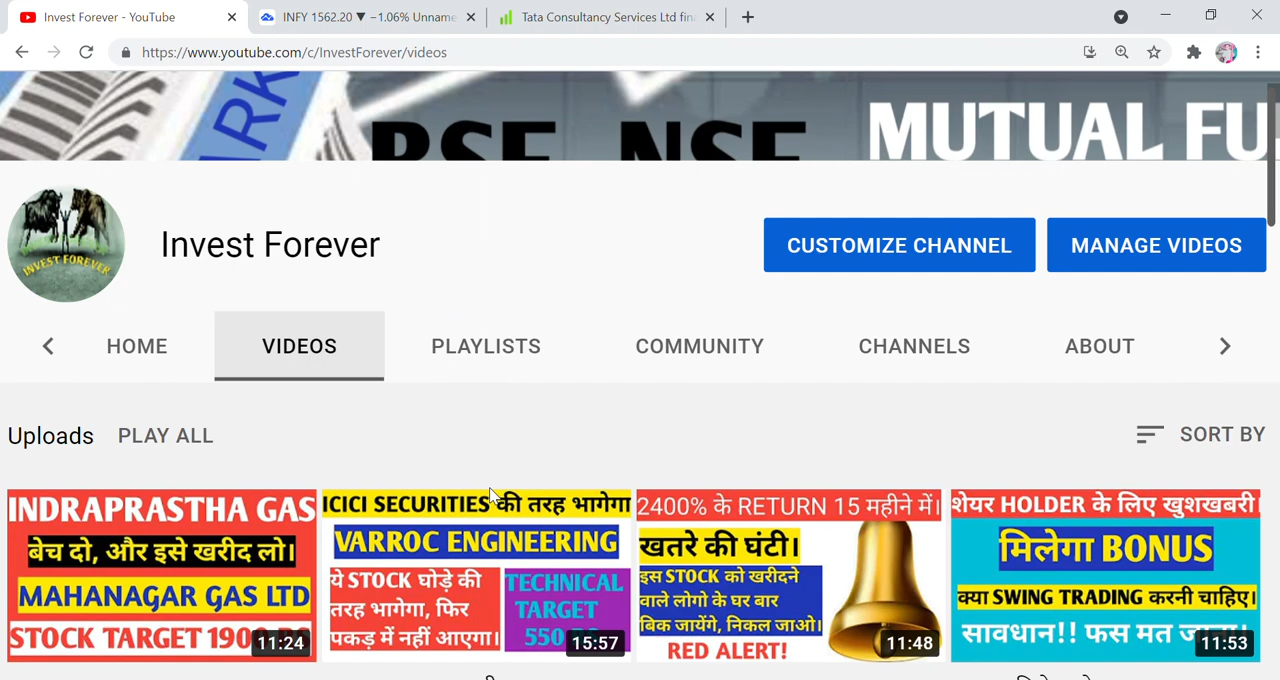 Invest Forever - YouTube
INFY 1562.20 ▼ −1.06% Unname
Tata Consultancy Services Ltd fin
https://www.youtube.com/c/InvestForever/videos
MARK
BSE NSE
MUTUAL FU
INVEST FOREVER
Invest Forever
CUSTOMIZE CHANNEL
MANAGE VIDEOS
HOME
VIDEOS
PLAYLISTS
COMMUNITY
CHANNELS
ABOUT
Uploads
PLAY ALL
SORT BY
INDRAPRASTHA GAS
बेच दो, और इसे खरीद लो।
MAHANAGAR GAS LTD
STOCK TARGET 190
11:24
ICICI SECURITIES की तरह भागेगा
VARROC ENGINEERING
ये STOCK घोड़े की
तरह भागेगा, फिर
पकड़ में नहीं आएगा।
TECHNICAL
TARGET
550
15:57
2400% के RETURN 15 महीने में।
खतरे की घंटी।
इस STOCK को खरीदने
वाले लोगो के घर बार
बिक जायेंगे, निकल जाओ।
RED ALERT!
11:48
शेयर HOLDER के लिए खुशखबरी।
मिलेगा BONUS
क्या SWING TRADING करनी चाहिए।
सावधान!! फस मत
11:53